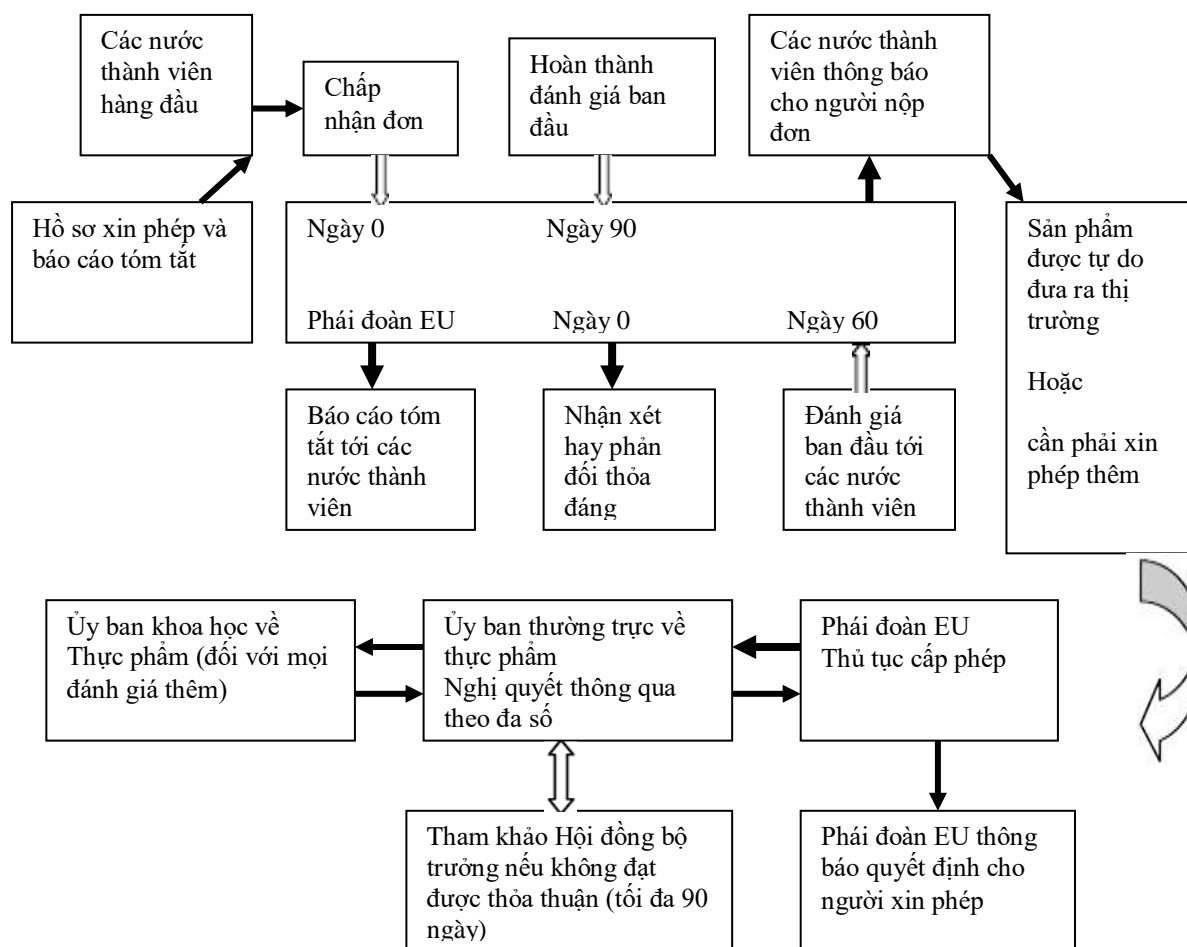 Các nước
thành viên
hàng đầu
Chấp
nhận đơn
Hoàn thành
đánh giá ban
đầu
Các nước thành
viên thông báo
cho người nộp
đơn
Hồ sơ xin phép và
báo cáo tóm tắt
Ngày 0
Ngày 90
Phái đoàn EU
Ngày 0
Ngày 60
Sản phẩm
được tự do
đưa ra thị
trường
Hoặc
cần phải xin
phép thêm
Báo cáo tóm
tắt tới các
nước thành
viên
Nhận xét
hay phản
đối thỏa
đáng
Đánh giá
ban đầu tới
các nước
thành viên
Ủy ban khoa học về
Thực phẩm (đối với mọi
đánh giá thêm)
Ủy ban thường trực về
thực phẩm
Nghị quyết thông qua
theo đa số
Phái đoàn EU
Thủ tục cấp phép
Tham khảo Hội đồng bộ
trưởng nếu không đạt
được thỏa thuận (tối đa 90
ngày)
Phái đoàn EU thông
báo quyết định cho
người xin phép